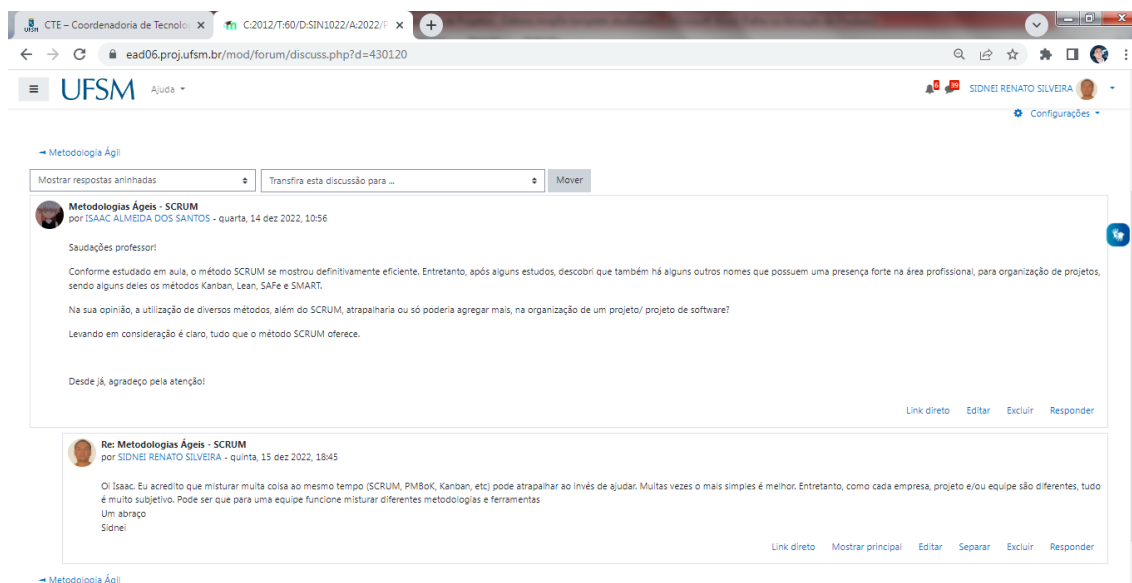 CTE – Coordenadoria de Tecnolo
C:2012/T:60/D:SIN1022/A:2022/P
ead06.proj.ufsm.br/mod/forum/discuss.php?d=430120
UFSM Ajuda
6 39 SIDNEI RENATO SILVEIRA
Configurações
◄ Metodologia Ágil
Mostrar respostas aninhadas Transfira esta discussão para ... Mover
Metodologias Ágeis - SCRUM
por ISAAC ALMEIDA DOS SANTOS - quarta, 14 dez 2022, 10:56
Saudações professor!
Conforme estudado em aula, o método SCRUM se mostrou definitivamente eficiente. Entretanto, após alguns estudos, descobri que também há alguns outros nomes que possuem uma presença forte na área profissional, para organização de projetos,
sendo alguns deles os métodos Kanban, Lean, SAFe e SMART.
Na sua opinião, a utilização de diversos métodos, além do SCRUM, atrapalharia ou só poderia agregar mais, na organização de um projeto/ projeto de software?
Levando em consideração é claro, tudo que o método SCRUM oferece.
Desde já, agradeço pela atenção!
Link direto Editar Excluir Responder
Re: Metodologias Ágeis - SCRUM
por SIDNEI RENATO SILVEIRA - quinta, 15 dez 2022, 18:45
Oi Isaac. Eu acredito que misturar muita coisa ao mesmo tempo (SCRUM, PMBoK, Kanban, etc) pode atrapalhar ao invés de ajudar. Muitas vezes o mais simples é melhor. Entretanto, como cada empresa, projeto e/ou equipe são diferentes, tudo
é muito subjetivo. Pode ser que para uma equipe funcione misturar diferentes metodologias e ferramentas
Um abraço
Sidnei
Link direto Mostrar principal Editar Separar Excluir Responder
◄ Metodologia Ágil